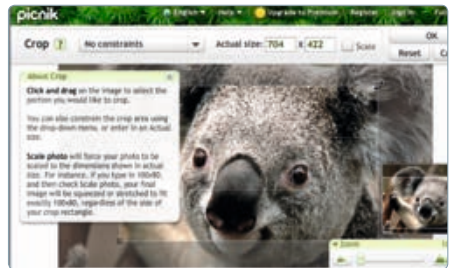 picnik
English Help Upgrade to Premium Register Sign In
Crop ? No constraints Actual size: 704 x 422 Scale OK
Reset
About Crop
Click and drag on the image to select the
portion you would like to crop.
You can also constrain the crop area using
the drop-down menu, or enter in an Actual
size.
Scale photo will force your photo to be
scaled to the dimensions shown in actual
size. For instance, if you type in 100x80,
and then check Scale photo, your final
image will be squeezed or stretched to fit
exactly 100x80, regardless of the size of
your crop rectangle.
Zoom